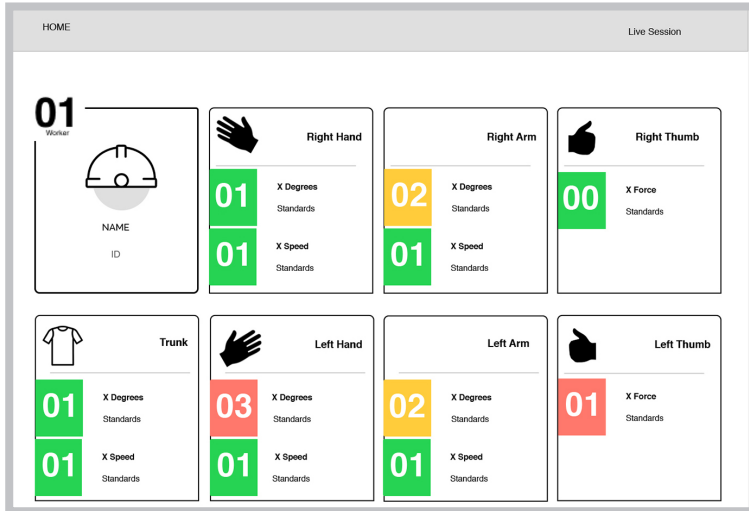 HOME
Live Session
01
Worker
NAME
ID
Right Hand
01
X Degrees
Standards
01
X Speed
Standards
Right Arm
02
X Degrees
Standards
01
X Speed
Standards
Right Thumb
00
X Force
Standards
Trunk
01
X Degrees
Standards
01
X Speed
Standards
Left Hand
03
X Degrees
Standards
01
X Speed
Standards
Left Arm
02
X Degrees
Standards
01
X Speed
Standards
Left Thumb
01
X Force
Standards